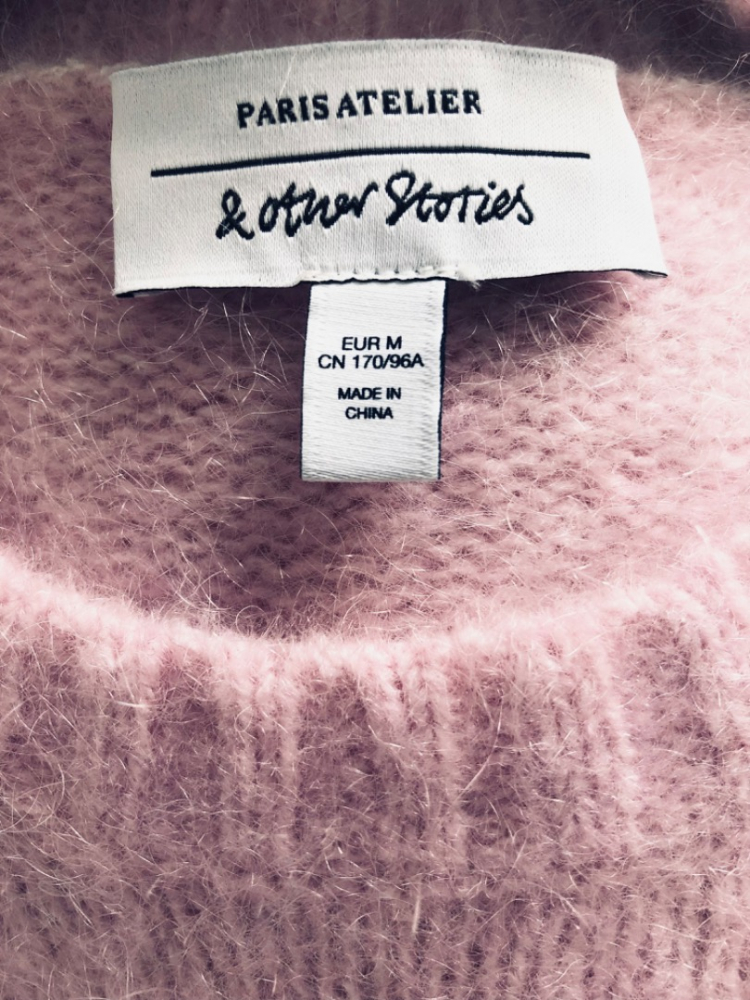 PARIS ATELIER
& other Stories
EUR M
CN 170/96A
MADE IN
CHINA